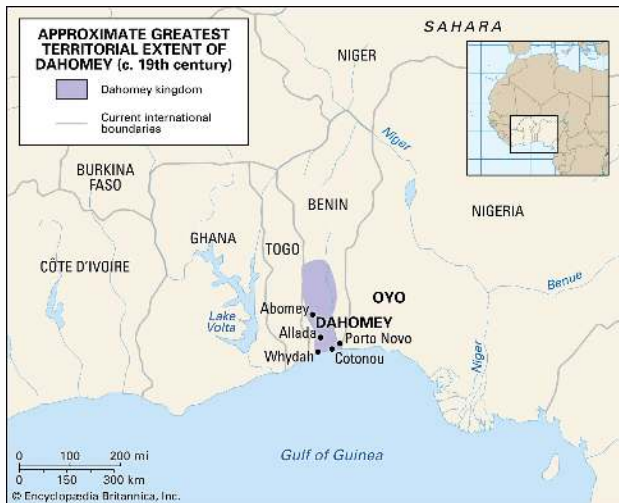 APPROXIMATE GREATEST
TERRITORIAL EXTENT OF
DAHOMEY (c. 19th century)
Dahomey kingdom
Current international
boundaries
SAHARA
NIGER
Niger
BURKINA
FASO
BENIN
NIGERIA
GHANA
TOGO
CÔTE D'IVOIRE
Benue
OYO
Lake
Volta
Abomey
DAHOMEY
Allada
Porto Novo
Whydah
Cotonou
Niger
Gulf of Guinea
0 100 200 mi
0 150 300 km
© Encyclopædia Britannica, Inc.